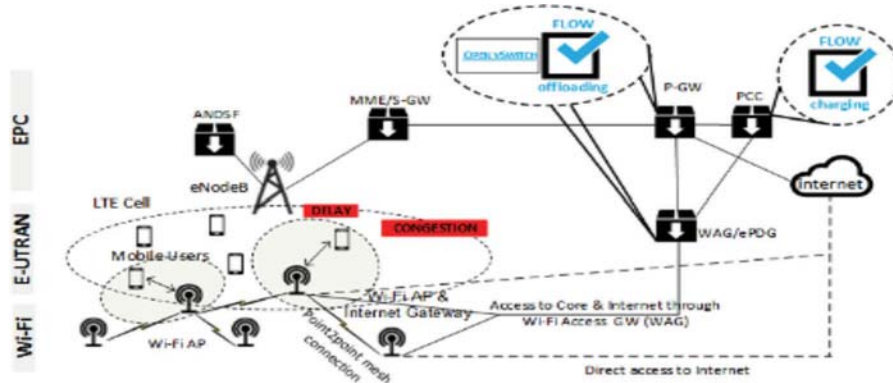 FLOW
OPENVSWITCH
offloading
FLOW
charging
EPC
E-UTRAN
Wi-Fi
ANDSF
MME/S-GW
P-GW
PCC
eNodeB
LTE Cell
DELAY
CONGESTION
Internet
WAG/ePDG
Mobile Users
Wi-Fi AP &
Internet Gateway
Access to Core & Internet through
Wi-Fi Access GW (WAG)
Wi-Fi AP
Point2point mesh
connection
Direct access to Internet